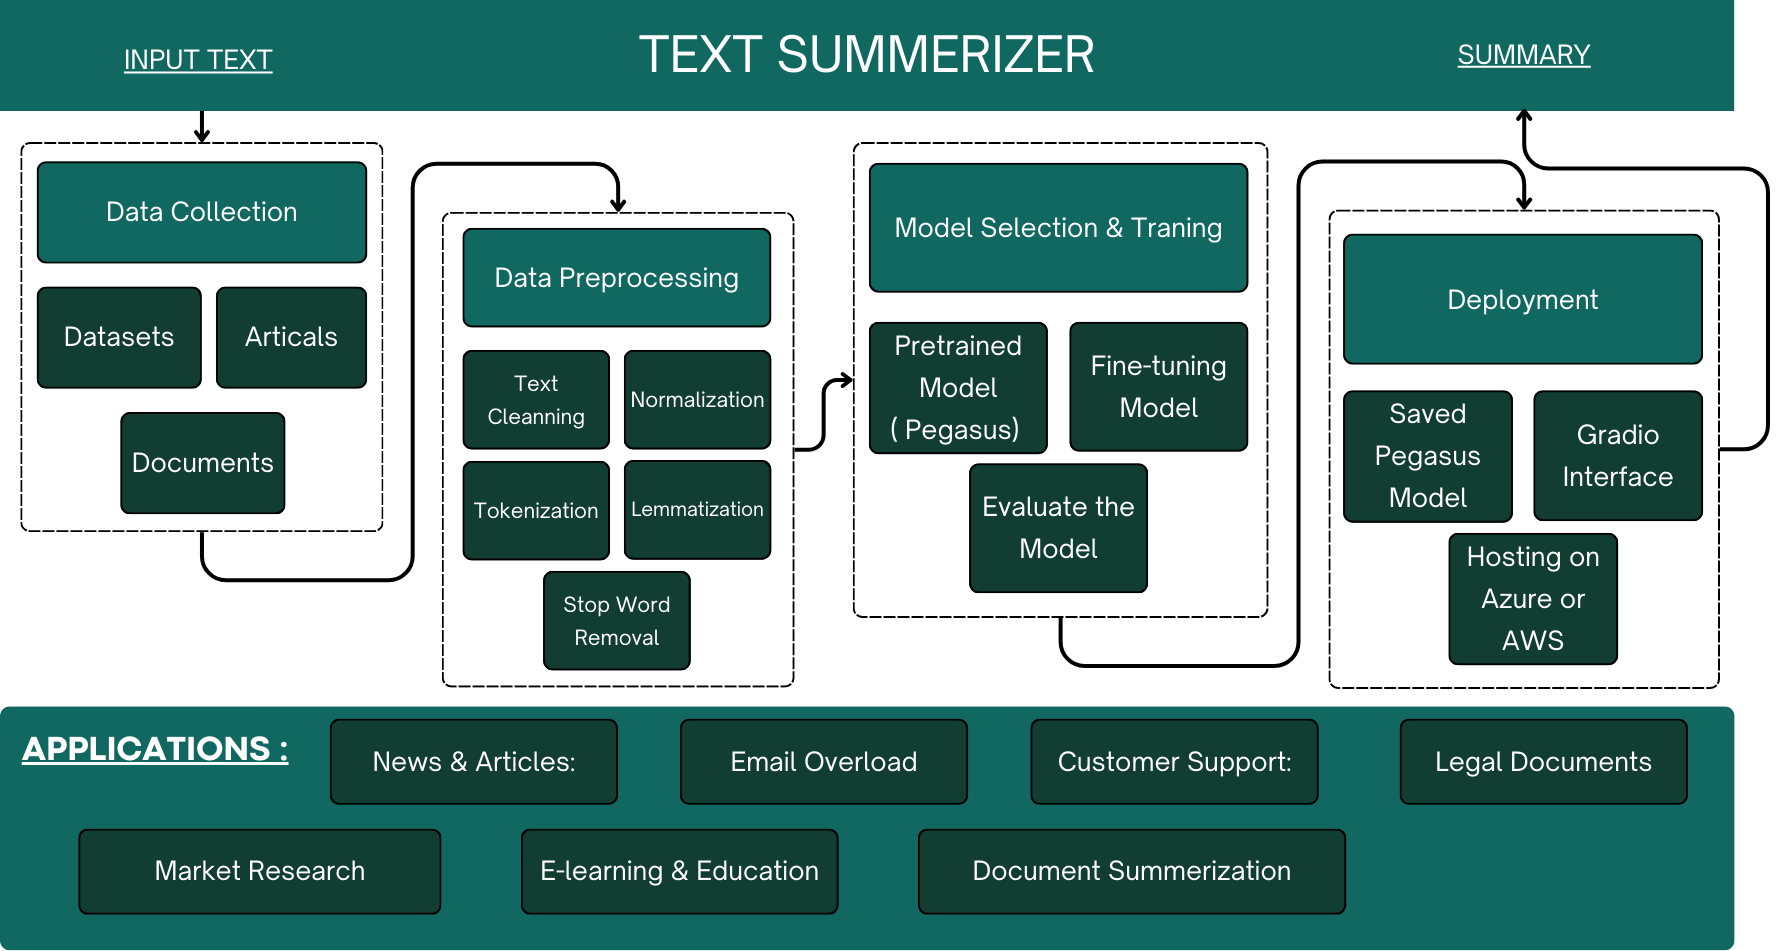 INPUT TEXT
TEXT SUMMERIZER
SUMMARY
Data Collection
Datasets
Articals
Documents
Data Preprocessing
Text
Cleanning
Normalization
Tokenization
Lemmatization
Stop Word
Removal
Model Selection & Traning
Pretrained
Model
( Pegasus)
Fine-tuning
Model
Evaluate the
Model
Deployment
Saved
Pegasus
Model
Gradio
Interface
Hosting on
Azure or
AWS
APPLICATIONS :
News & Articles:
Email Overload
Customer Support:
Legal Documents
Market Research
E-learning & Education
Document Summerization